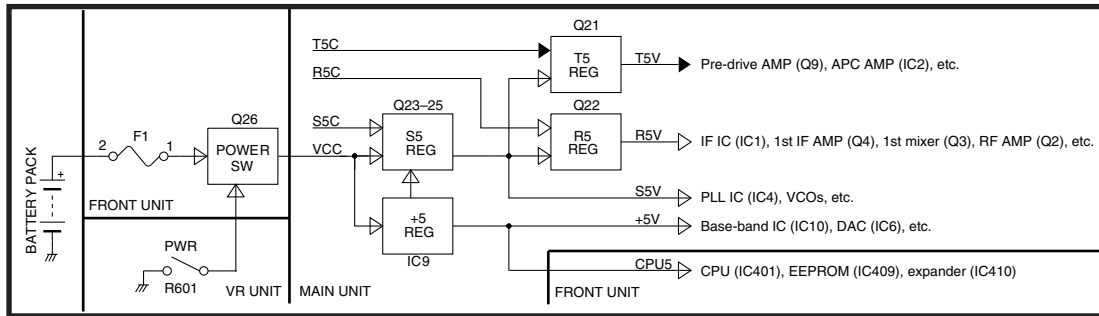 BATTERY PACK
+
2
F1
1
Q26
POWER
SW
FRONT UNIT
PWR
R601
VR UNIT
MAIN UNIT
T5C
R5C
S5C
VCC
Q23–25
S5
REG
+5
REG
IC9
Q21
T5
REG
T5V
Pre-drive AMP (Q9), APC AMP (IC2), etc.
Q22
R5
REG
R5V
IF IC (IC1), 1st IF AMP (Q4), 1st mixer (Q3), RF AMP (Q2), etc.
S5V
PLL IC (IC4), VCOs, etc.
+5V
Base-band IC (IC10), DAC (IC6), etc.
CPU5
CPU (IC401), EEPROM (IC409), expander (IC410)
FRONT UNIT